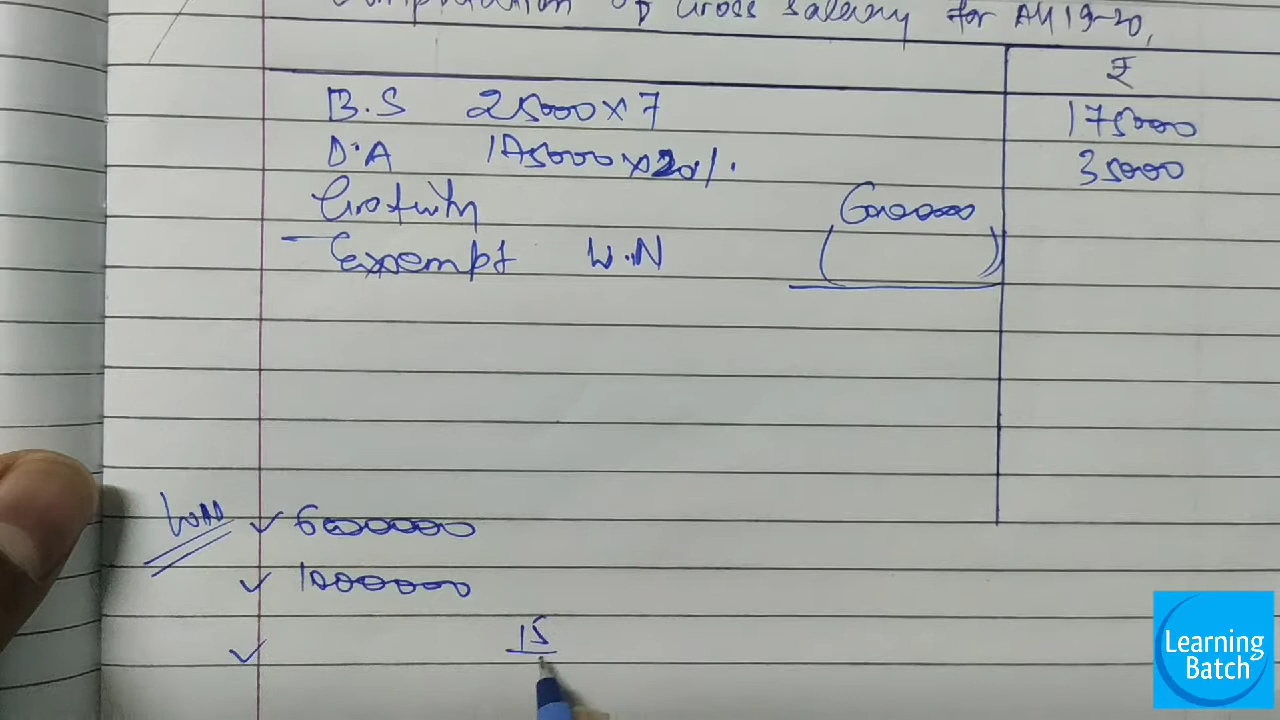 Computation of Gross Salary for AY 19-20,
₹
B.S 25000×7 175000
D.A 175000×20%. 35000
Gratuity 600000
- Exempt W.N ( )
✓ 600000
✓ 1000000
✓ 15
Learning
Batch